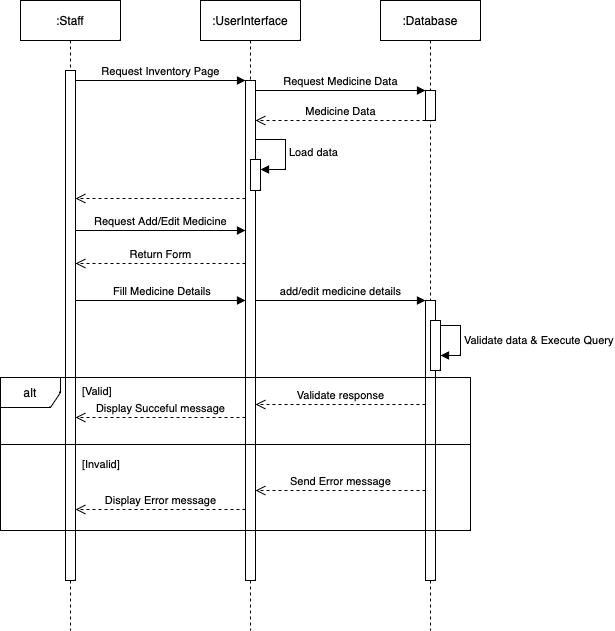 :Staff
:UserInterface
:Database
Request Inventory Page
Request Medicine Data
Medicine Data
Load data
Request Add/Edit Medicine
Return Form
Fill Medicine Details
add/edit medicine details
Validate data & Execute Query
alt
[Valid]
Validate response
Display Succeful message
[Invalid]
Send Error message
Display Error message